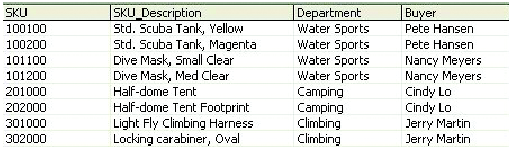 SKU SKU_Description Department Buyer
100100 Std. Scuba Tank, Yellow Water Sports Pete Hansen
100200 Std. Scuba Tank, Magenta Water Sports Pete Hansen
101100 Dive Mask, Small Clear Water Sports Nancy Meyers
101200 Dive Mask, Med Clear Water Sports Nancy Meyers
201000 Half-dome Tent Camping Cindy Lo
202000 Half-dome Tent Footprint Camping Cindy Lo
301000 Light Fly Climbing Harness Climbing Jerry Martin
302000 Locking carabiner, Oval Climbing Jerry Martin